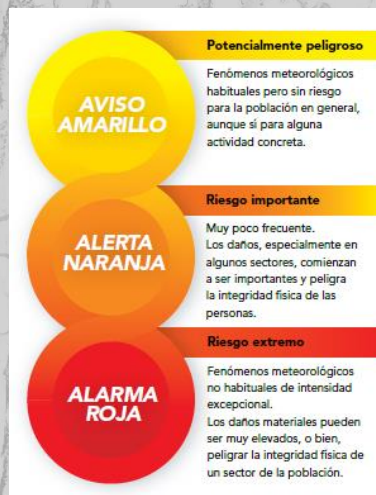 Potencialmente peligroso
AVISO
AMARILLO
Fenómenos meteorológicos
habituales pero sin riesgo
para la población en general,
aunque si para alguna
actividad concreta.
Riesgo importante
ALERTA
NARANJA
Muy poco frecuente.
Los daños, especialmente en
algunos sectores, comienzan
a ser importantes y peligra
la integridad física de las
personas.
Riesgo extremo
ALARMA
ROJA
Fenómenos meteorológicos
no habituales de intensidad
excepcional.
Los daños materiales pueden
ser muy elevados, o bien,
peligrar la integridad física de
un sector de la población.